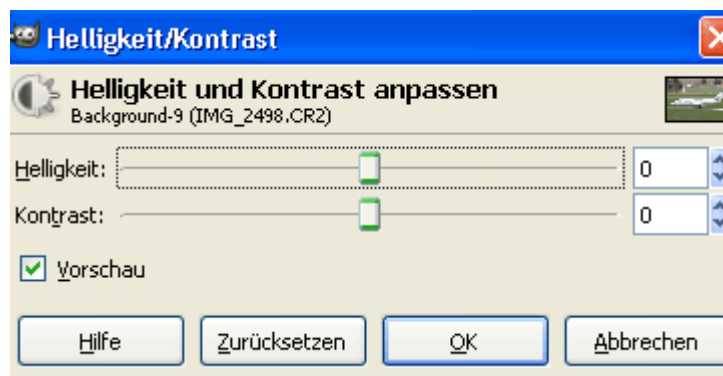 Helligkeit/Kontrast
Helligkeit und Kontrast anpassen
Background-9 (IMG_2498.CR2)
Helligkeit: 0
Kontrast: 0
Vorschau
Hilfe Zurücksetzen OK Abbrechen